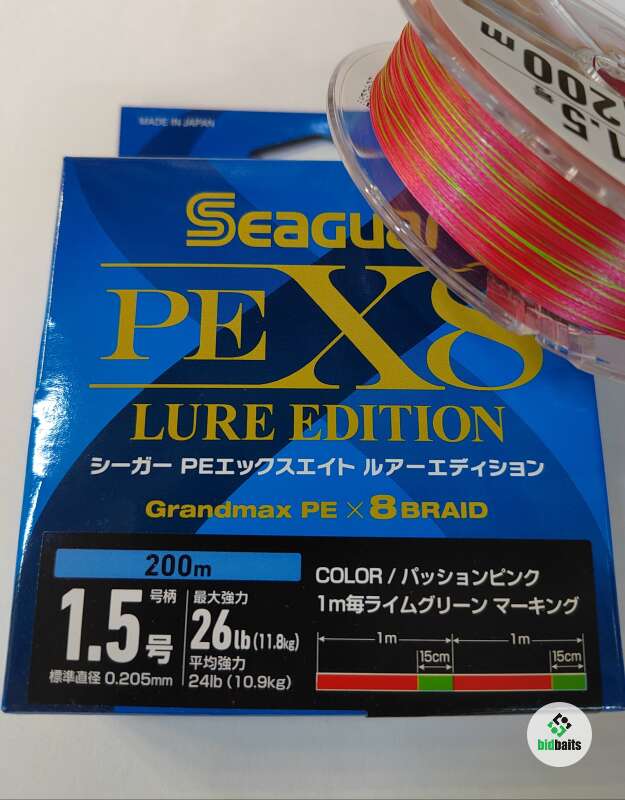 MADE IN JAPAN
1.5号
200m
Seaguar
PE X8
LURE EDITION
シーガー PEエックスエイト ルアーエディション
Grandmax PE × 8 BRAID
200m
号柄
1.5号
標準直径 0.205mm
最大強力
26lb (11.8kg)
平均強力
24lb (10.9kg)
COLOR / パッションピンク
1m毎ライムグリーン マーキング
1m 1m
15cm 15cm
bidbaits